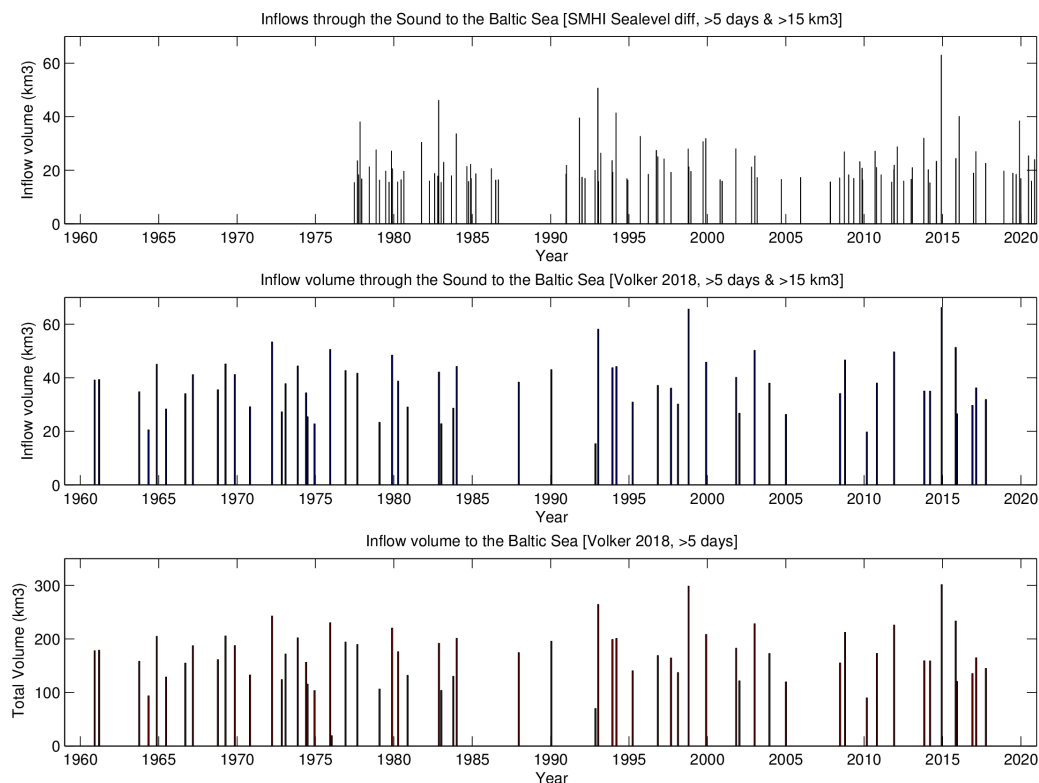 Inflows through the Sound to the Baltic Sea [SMHI Sealevel diff, >5 days & >15 km3]
Inflow volume (km3)
60
40
20
0
1960 1965 1970 1975 1980 1985 1990 1995 2000 2005 2010 2015 2020
Year
Inflow volume through the Sound to the Baltic Sea [Volker 2018, >5 days & >15 km3]
Inflow volume (km3)
60
40
20
0
1960 1965 1970 1975 1980 1985 1990 1995 2000 2005 2010 2015 2020
Year
Inflow volume to the Baltic Sea [Volker 2018, >5 days]
Total Volume (km3)
300
200
100
0
1960 1965 1970 1975 1980 1985 1990 1995 2000 2005 2010 2015 2020
Year